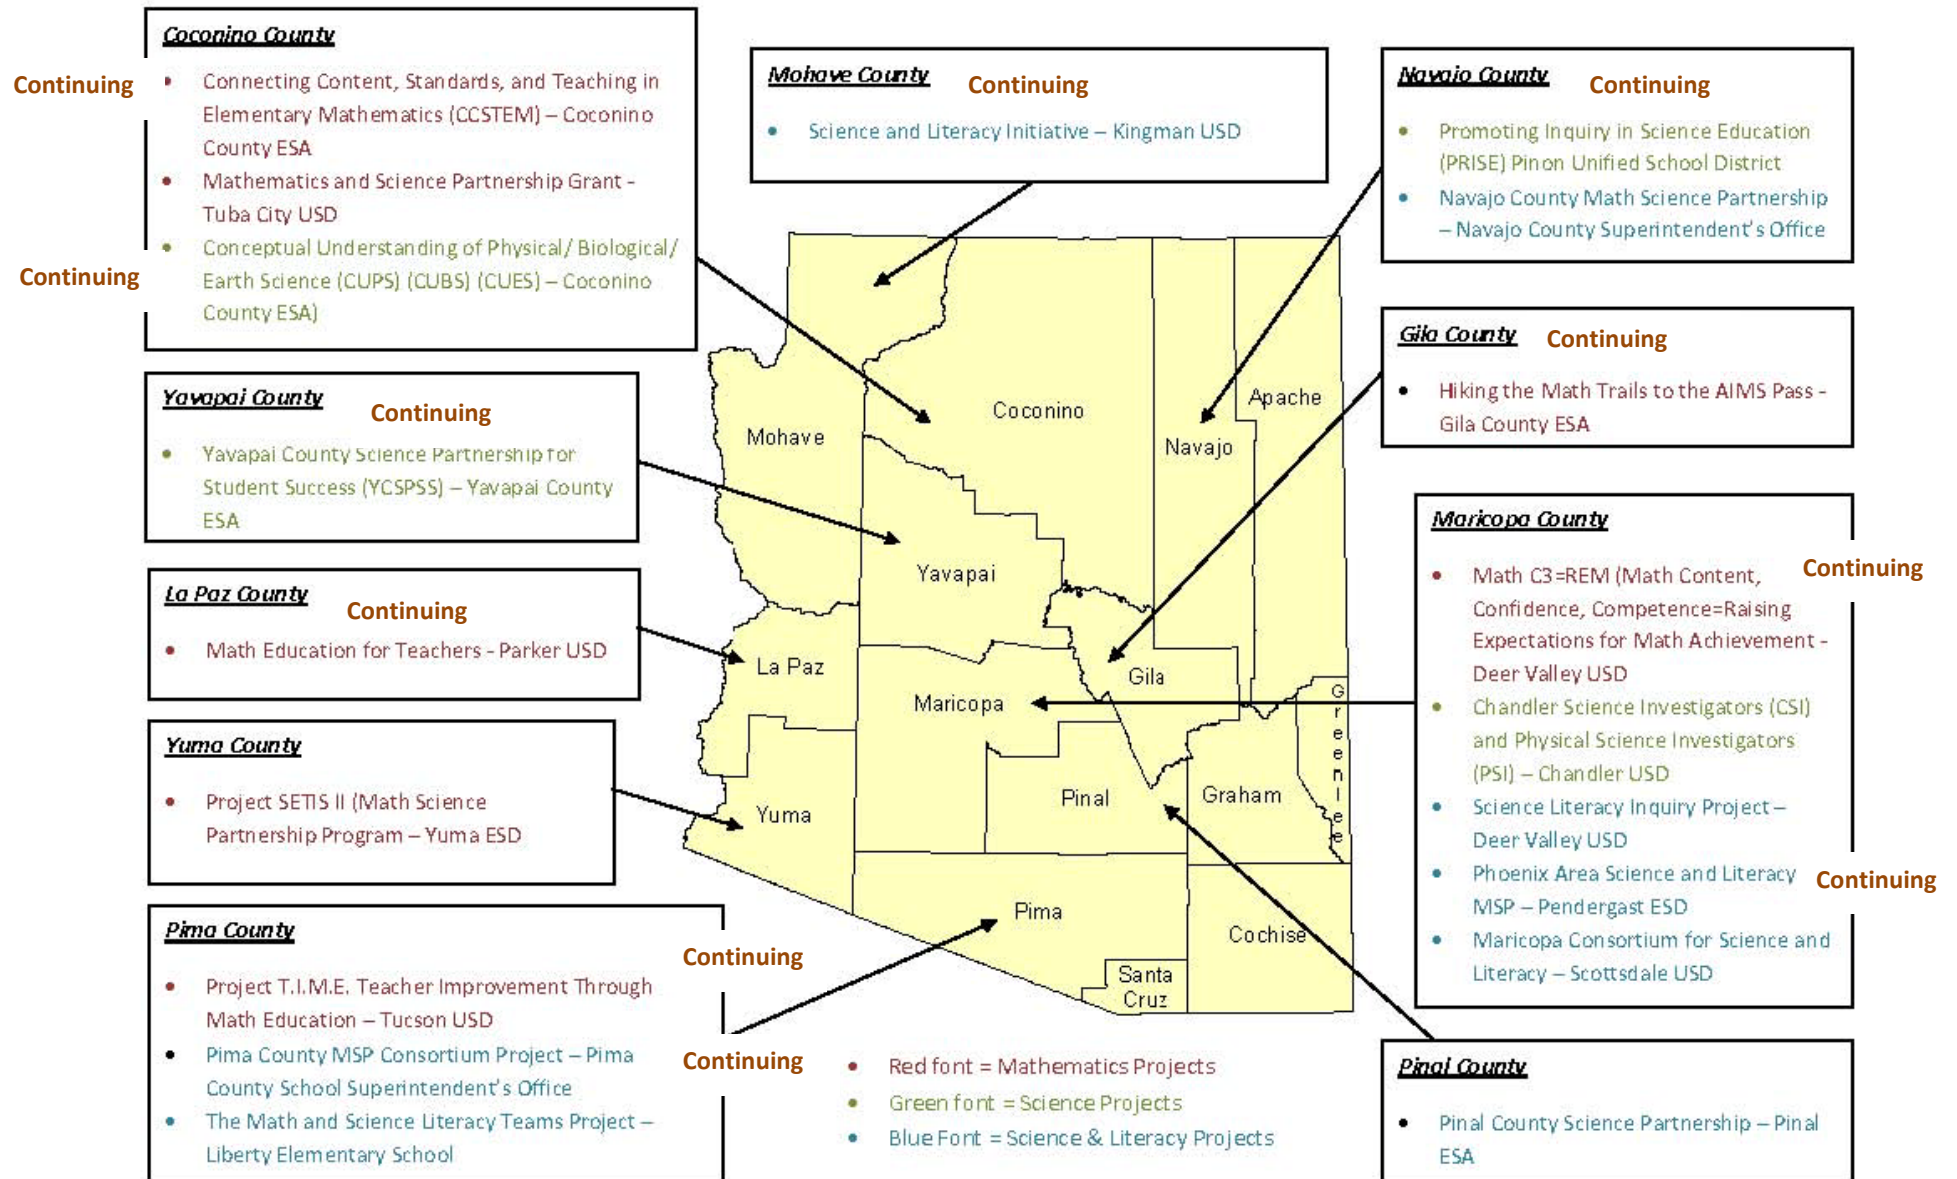 Coconino County
Continuing
• Connecting Content, Standards, and Teaching in
Elementary Mathematics (CCSTEM) – Coconino
County ESA
• Mathematics and Science Partnership Grant -
Tuba City USD
Continuing
• Conceptual Understanding of Physical/ Biological/
Earth Science (CUPS) (CUBS) (CUES) – Coconino
County ESA)
Mohave County Continuing
• Science and Literacy Initiative – Kingman USD
Navajo County Continuing
• Promoting Inquiry in Science Education
(PRISE) Pinon Unified School District
• Navajo County Math Science Partnership
– Navajo County Superintendent's Office
Gila County Continuing
• Hiking the Math Trails to the AIMS Pass -
Gila County ESA
Yavapai County
Continuing
• Yavapai County Science Partnership for
Student Success (YCSPSS) – Yavapai County
ESA
La Paz County
Continuing
• Math Education for Teachers - Parker USD
Yuma County
• Project SETIS II (Math Science
Partnership Program – Yuma ESD
Pima County
Continuing
• Project T.I.M.E. Teacher Improvement Through
Math Education – Tucson USD
Continuing
• Pima County MSP Consortium Project – Pima
County School Superintendent's Office
• The Math and Science Literacy Teams Project –
Liberty Elementary School
Mohave
Coconino
Navajo
Apache
Yavapai
La Paz
Maricopa
Gila
Greenlee
Yuma
Pinal
Graham
Pima
Cochise
Santa
Cruz
Maricopa County
Continuing
• Math C3=REM (Math Content,
Confidence, Competence=Raising
Expectations for Math Achievement -
Deer Valley USD
• Chandler Science Investigators (CSI)
and Physical Science Investigators
(PSI) – Chandler USD
• Science Literacy Inquiry Project –
Deer Valley USD
• Phoenix Area Science and Literacy
Continuing
MSP – Pendergast ESD
• Maricopa Consortium for Science and
Literacy – Scottsdale USD
Pinal County
• Pinal County Science Partnership – Pinal
ESA
• Red font = Mathematics Projects
• Green font = Science Projects
• Blue Font = Science & Literacy Projects